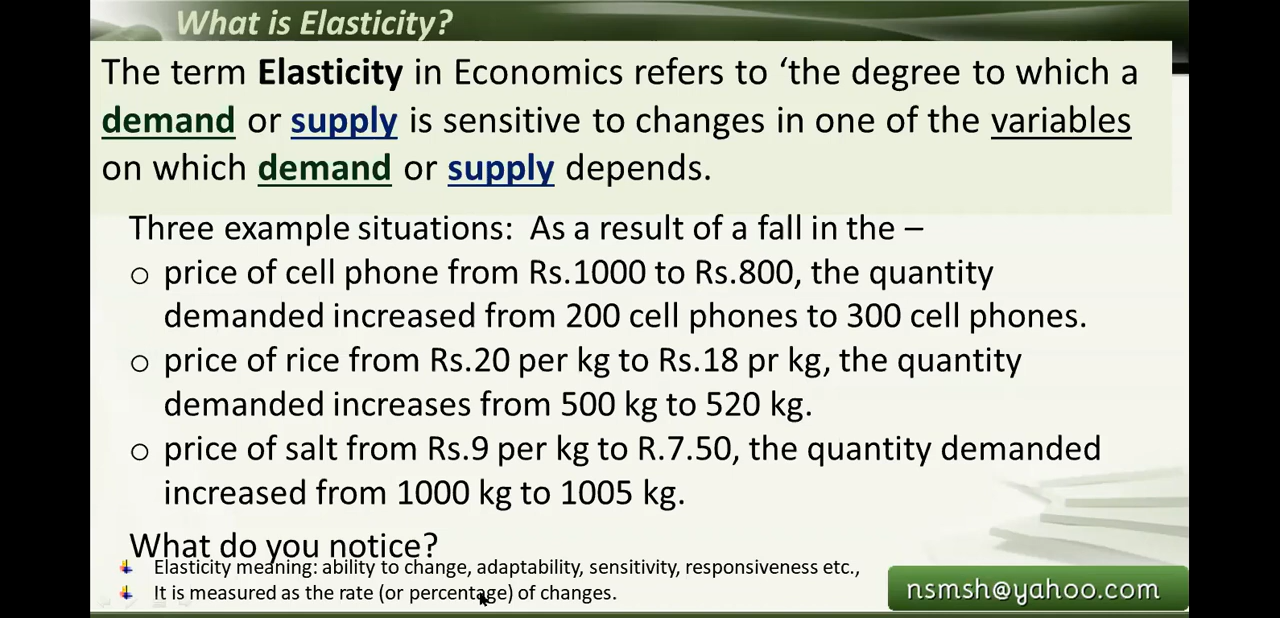 What is Elasticity?
The term Elasticity in Economics refers to ‘the degree to which a
demand or supply is sensitive to changes in one of the variables
on which demand or supply depends.
Three example situations:  As a result of a fall in the –
o price of cell phone from Rs.1000 to Rs.800, the quantity
demanded increased from 200 cell phones to 300 cell phones.
o price of rice from Rs.20 per kg to Rs.18 pr kg, the quantity
demanded increases from 500 kg to 520 kg.
o price of salt from Rs.9 per kg to R.7.50, the quantity demanded
increased from 1000 kg to 1005 kg.
What do you notice?
Elasticity meaning: ability to change, adaptability, sensitivity, responsiveness etc.,
It is measured as the rate (or percentage) of changes.
nsmsh@yahoo.com